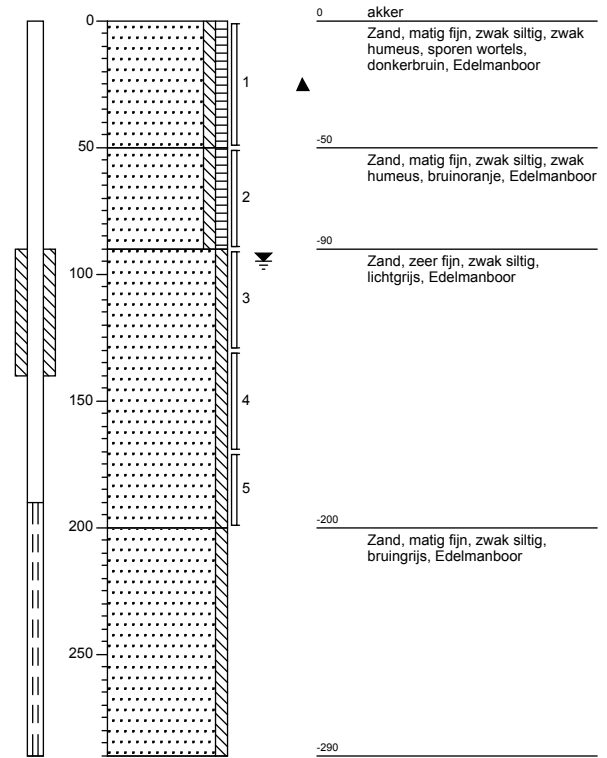 0
akker
0
Zand, matig fijn, zwak siltig, zwak
humeus, sporen wortels,
donkerbruin, Edelmanboor
1
50
-50
Zand, matig fijn, zwak siltig, zwak
humeus, bruinoranje, Edelmanboor
2
-90
Zand, zeer fijn, zwak siltig,
lichtgrijs, Edelmanboor
100
3
150
4
5
200
-200
Zand, matig fijn, zwak siltig,
bruingrijs, Edelmanboor
250
-290